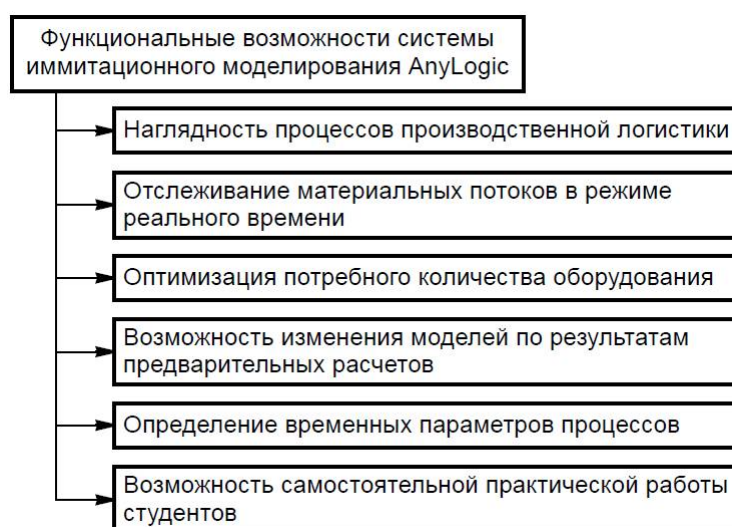 Функциональные возможности системы
иммитационного моделирования AnyLogic
Наглядность процессов производственной логистики
Отслеживание материальных потоков в режиме
реального времени
Оптимизация потребного количества оборудования
Возможность изменения моделей по результатам
предварительных расчетов
Определение временных параметров процессов
Возможность самостоятельной практической работы
студентов